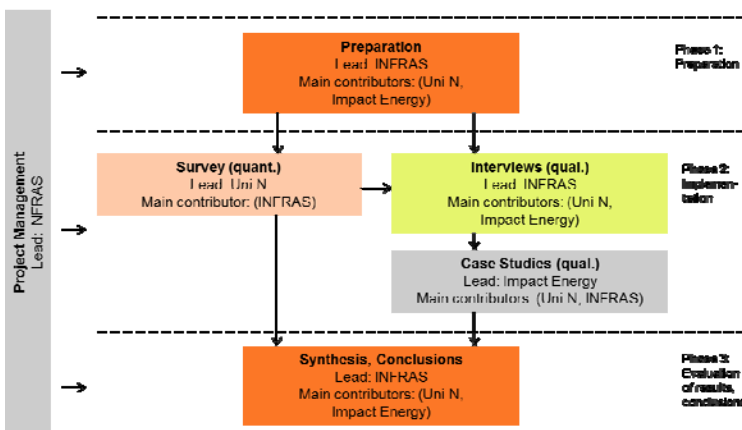 Project Management
Lead: INFRAS
Preparation
Lead: INFRAS
Main contributors: (Uni N,
Impact Energy)
Phase 1:
Preparation
Survey (quant.)
Lead: Uni N
Main contributor: (INFRAS)
Interviews (qual.)
Lead: INFRAS
Main contributors: (Uni N,
Impact Energy)
Phase 2:
Implemen-
tation
Case Studies (qual.)
Lead: Impact Energy
Main contributors: (Uni N, INFRAS)
Synthesis, Conclusions
Lead: INFRAS
Main contributors: (Uni N,
Impact Energy)
Phase 3:
Evaluation
of results,
conclusions